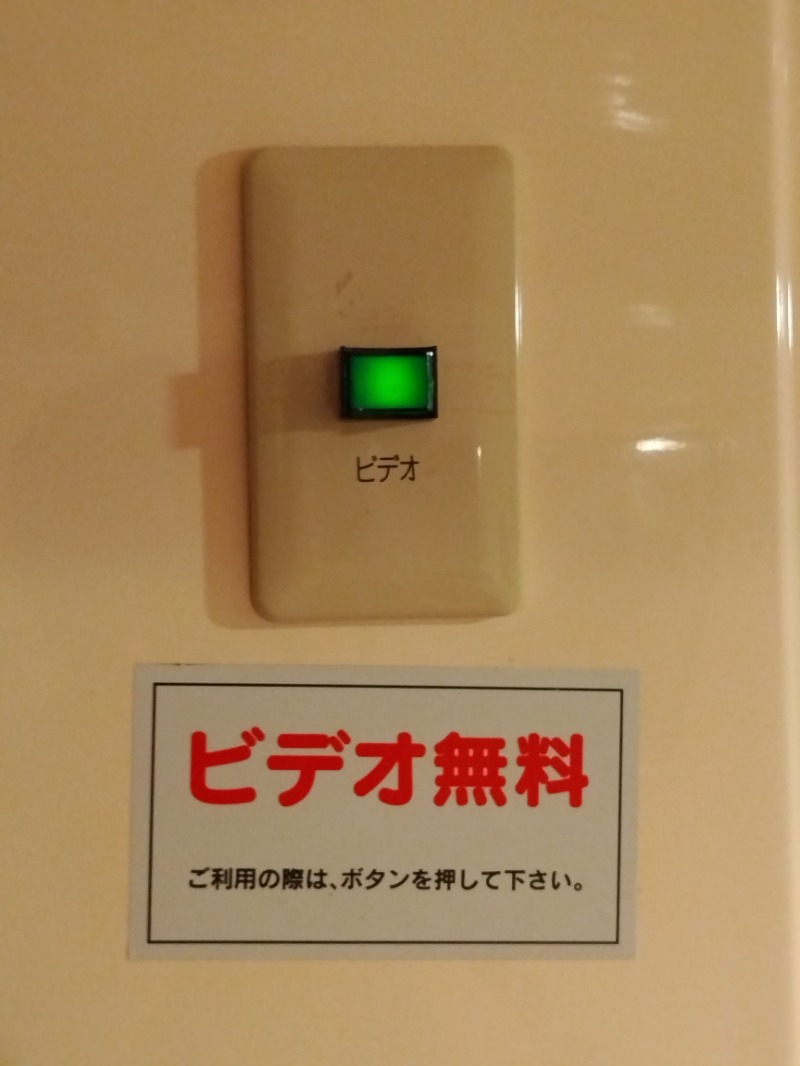 ビデオ
ビデオ無料
ご利用の際は、ボタンを押して下さい。